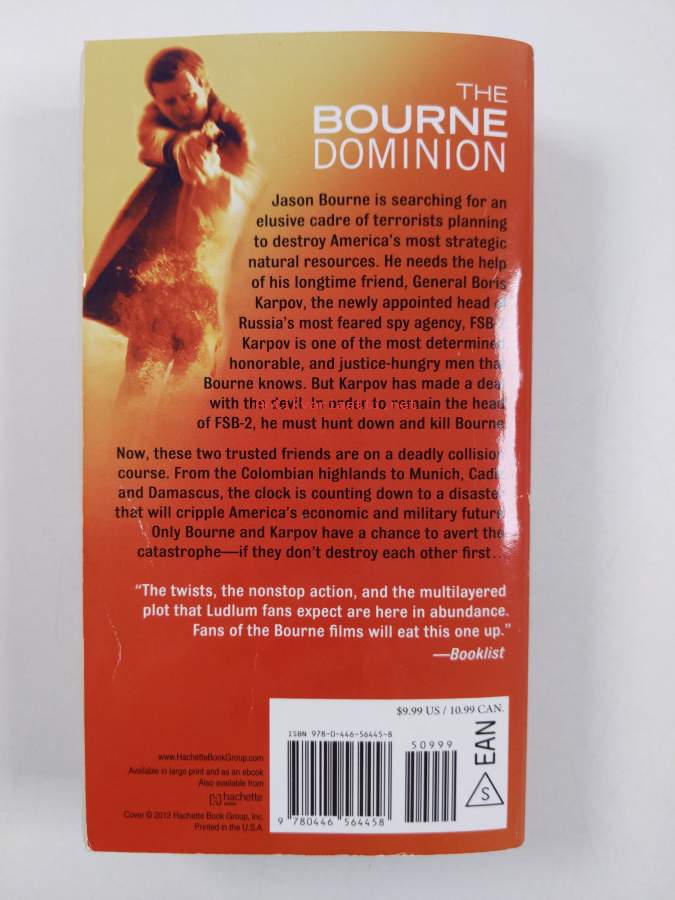 THE
BOURNE
DOMINION
Jason Bourne is searching for an
elusive cadre of terrorists planning
to destroy America's most strategic
natural resources. He needs the help
of his longtime friend, General Boris
Karpov, the newly appointed head of
Russia's most feared spy agency, FSB-2.
Karpov is one of the most determined,
honorable, and justice-hungry men that
Bourne knows. But Karpov has made a deal
with the devil. In order to remain the head
of FSB-2, he must hunt down and kill Bourne.
Now, these two trusted friends are on a deadly collision
course. From the Colombian highlands to Munich, Cadiz,
and Damascus, the clock is counting down to a disaster
that will cripple America's economic and military future.
Only Bourne and Karpov have a chance to avert the
catastrophe—if they don't destroy each other first...
"The twists, the nonstop action, and the multilayered
plot that Ludlum fans expect are here in abundance.
Fans of the Bourne films will eat this one up."
—Booklist
$9.99 US / 10.99 CAN.
ISBN 978-0-446-56445-8
50999
EAN
S
9 780446 564458
www.HachetteBookGroup.com
Available in large print and as an ebook
Also available from
hachette
Cover © 2012 Hachette Book Group, Inc.
Printed in the U.S.A.